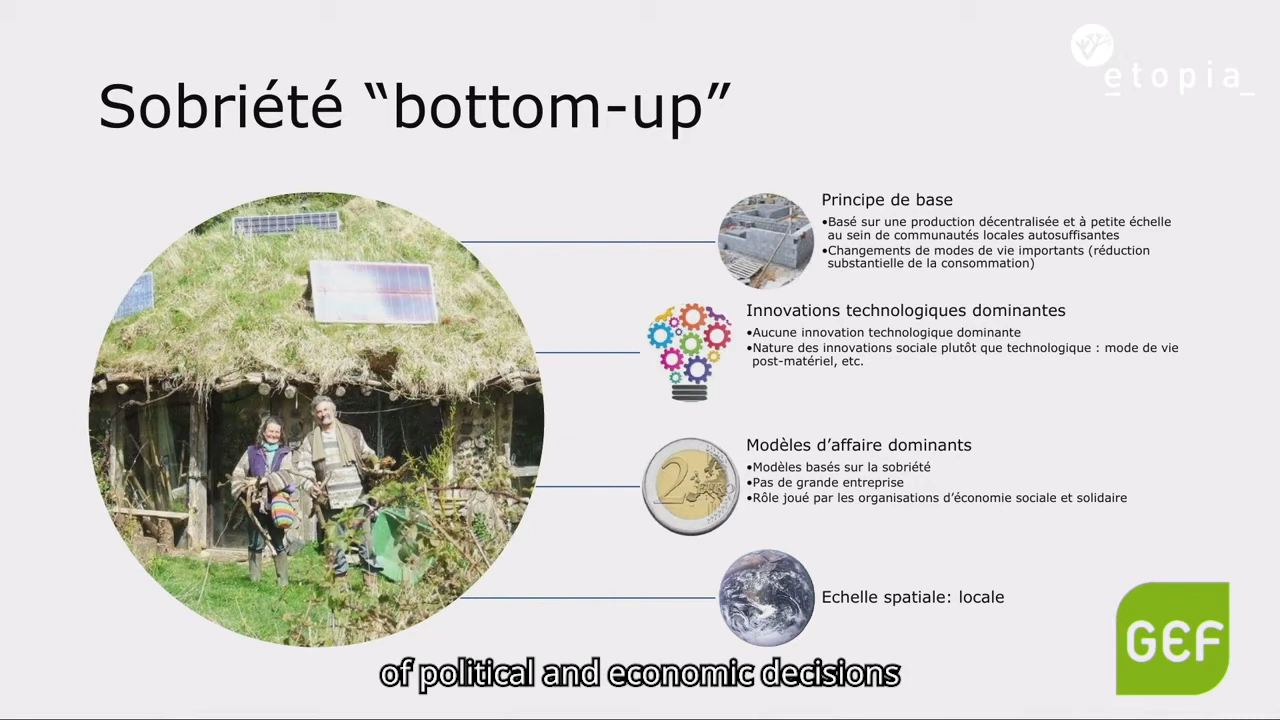 etopia_
Sobriété “bottom-up”
Principe de base
•Basé sur une production décentralisée et à petite échelle
au sein de communautés locales autosuffisantes
•Changements de modes de vie importants (réduction
substantielle de la consommation)
Innovations technologiques dominantes
•Aucune innovation technologique dominante
•Nature des innovations sociale plutôt que technologique : mode de vie
post-matériel, etc.
Modèles d’affaire dominants
•Modèles basés sur la sobriété
•Pas de grande entreprise
•Rôle joué par les organisations d’économie sociale et solidaire
2 EURO
Echelle spatiale: locale
GEF
of political and economic decisions